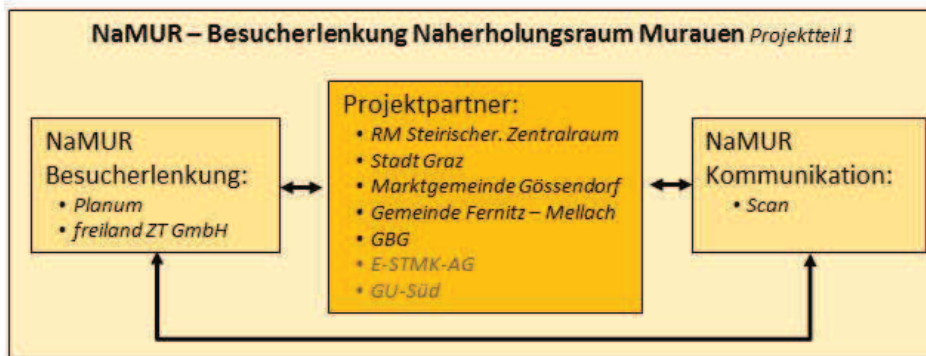 NaMUR – Besucherlenkung Naherholungsraum Murauen Projektteil 1
NaMUR
Besucherlenkung:
• Planum
• freiland ZT GmbH
Projektpartner:
• RM Steirischer. Zentralraum
• Stadt Graz
• Marktgemeinde Gössendorf
• Gemeinde Fernitz – Mellach
• GBG
• E-STMK-AG
• GU-Süd
NaMUR
Kommunikation:
• Scan